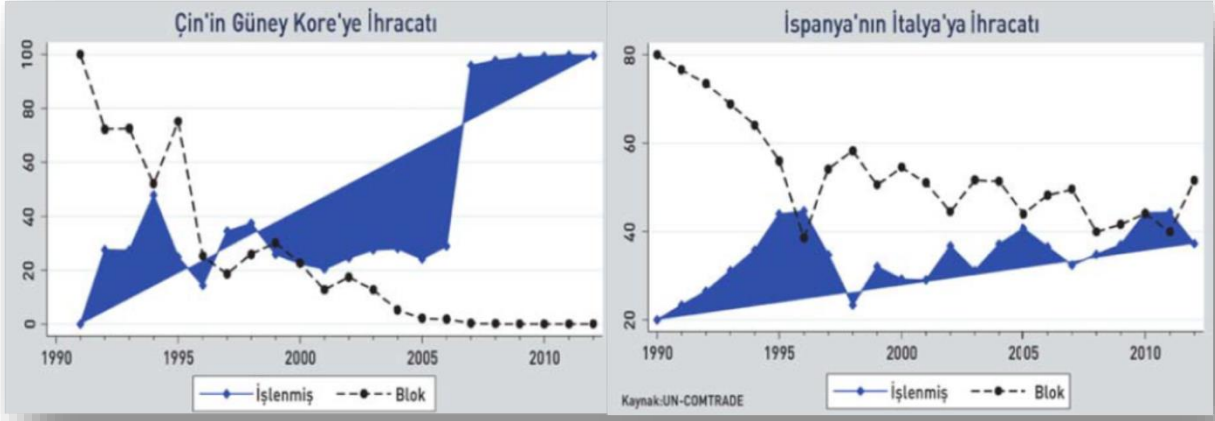 Çin'in Güney Kore'ye İhracatı
100
80
60
40
20
0
1990 1995 2000 2005 2010
İşlenmiş Blok
İspanya'nın İtalya'ya İhracatı
80
60
40
20
1990 1995 2000 2005 2010
Kaynak:UN-COMTRADE
İşlenmiş Blok